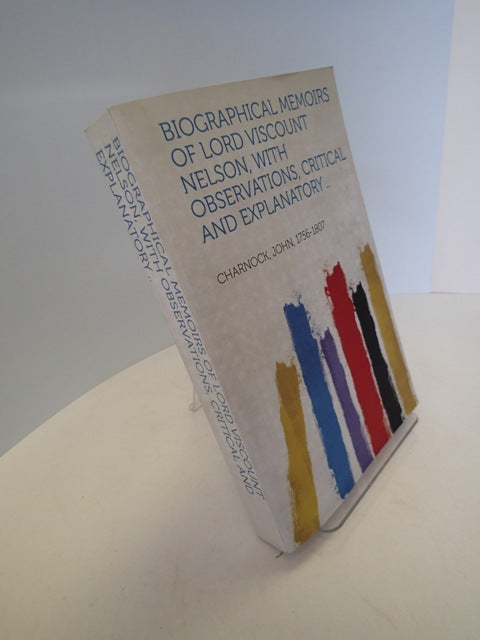 BIOGRAPHICAL MEMOIRS
OF LORD VISCOUNT
NELSON, WITH
OBSERVATIONS, CRITICAL
AND EXPLANATORY ..
CHARNOCK, JOHN, 1756-1807
BIOGRAPHICAL MEMOIRS OF LORD VISCOUNT
NELSON, WITH OBSERVATIONS, CRITICAL AND
EXPLANATORY ..